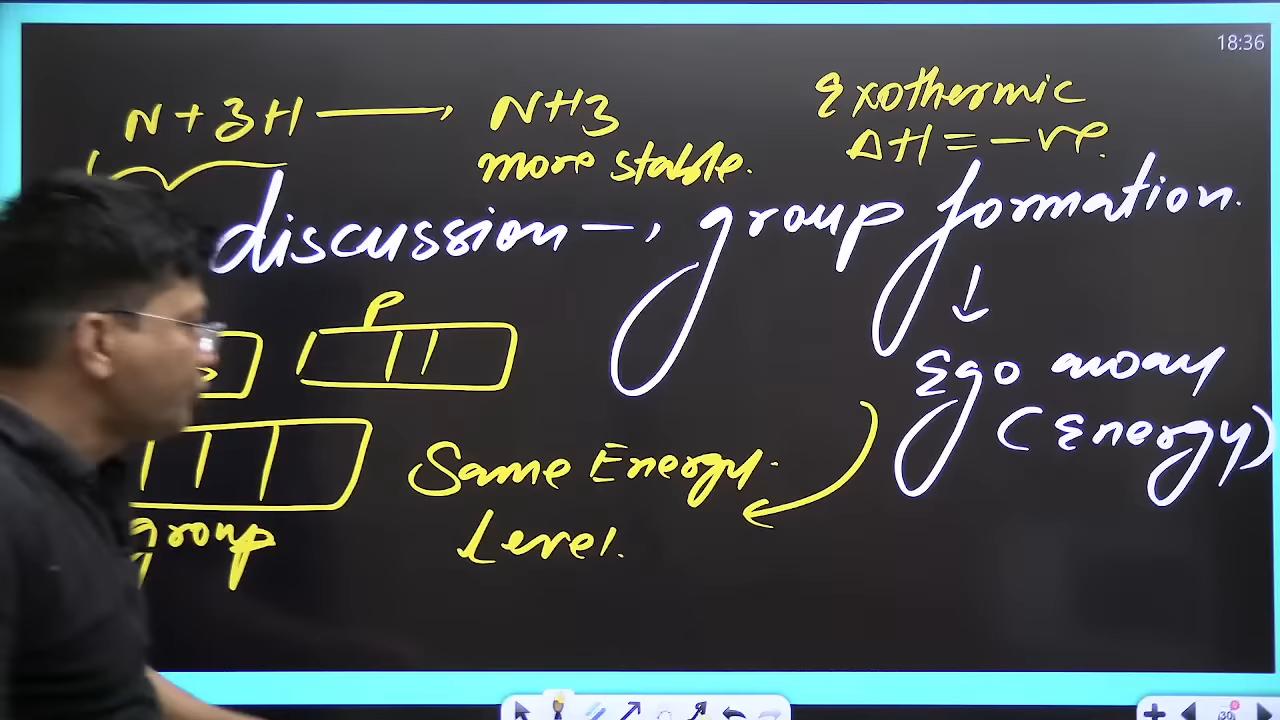 18:36
N + 3H → NH3
more stable.
Exothermic
ΔH = -ve.
discussion → group formation.
↓
Ego away
(Energy)
P
Same Energy.
Level.
group
30